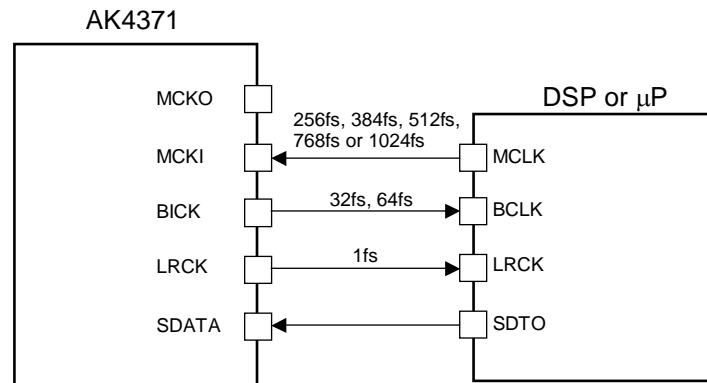 AK4371
DSP or μP
MCKO
256fs, 384fs, 512fs,
768fs or 1024fs
MCKI
MCLK
BICK
32fs, 64fs
BCLK
LRCK
1fs
LRCK
SDATA
SDTO